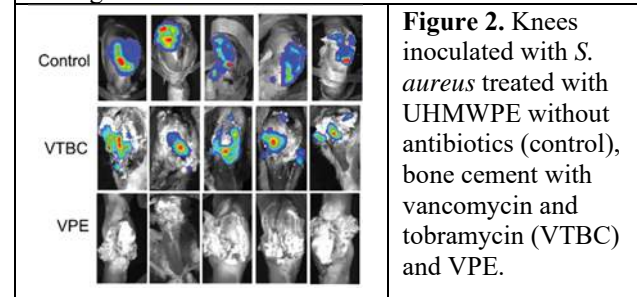 Control
VTBC
VPE
Figure 2. Knees
inoculated with S.
aureus treated with
UHMWPE without
antibiotics (control),
bone cement with
vancomycin and
tobramycin (VTBC)
and VPE.